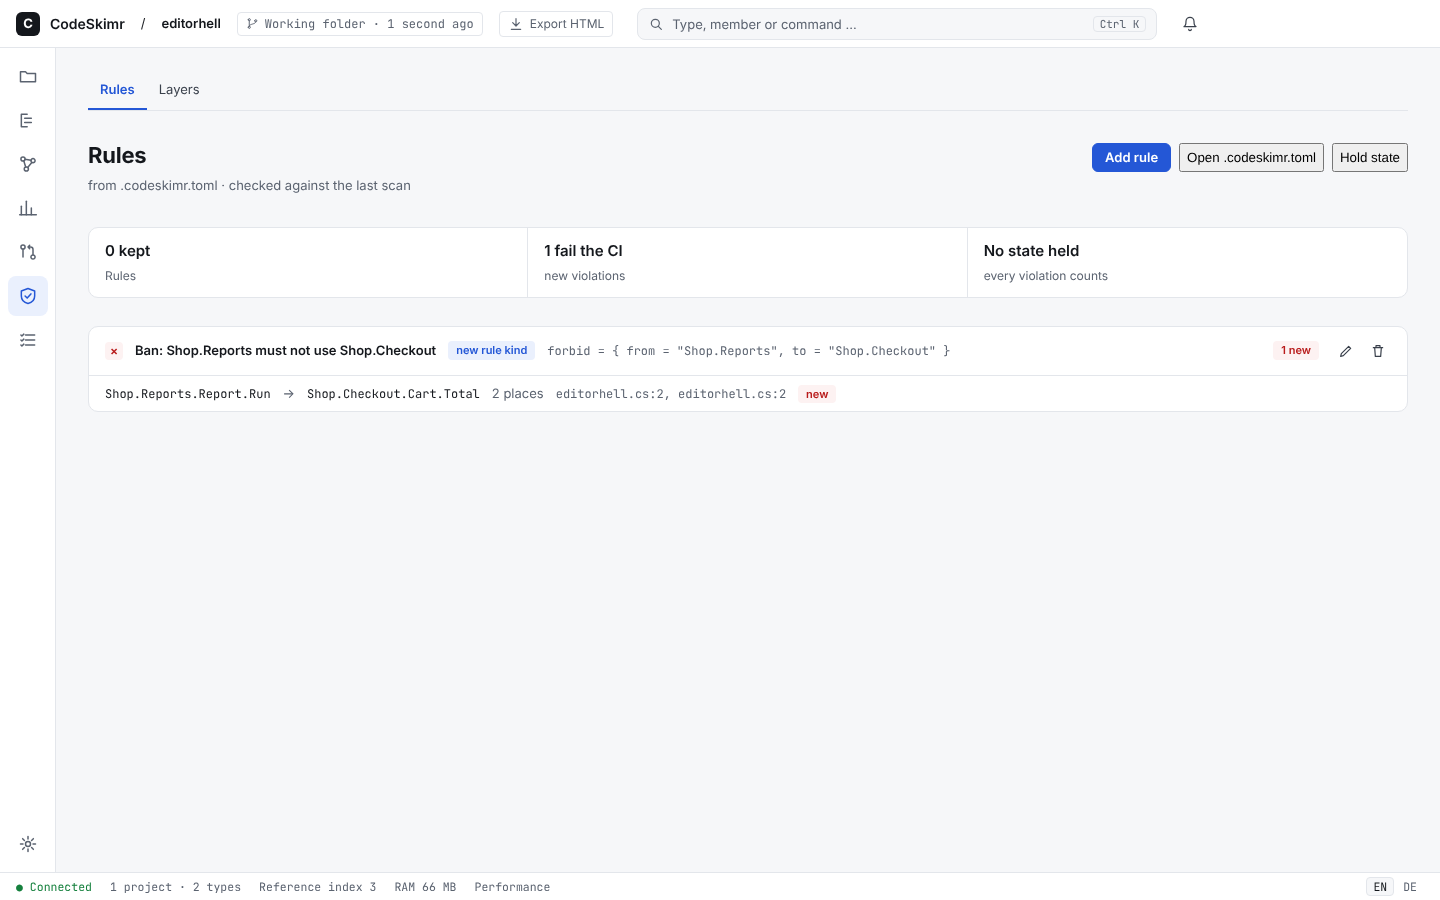 C CodeSkimr / editorhell Working folder · 1 second ago Export HTML Type, member or command ... Ctrl K
Rules Layers
Rules
Add rule Open .codeskimr.toml Hold state
from .codeskimr.toml · checked against the last scan
0 kept 1 fail the CI No state held
Rules new violations every violation counts
× Ban: Shop.Reports must not use Shop.Checkout new rule kind forbid = { from = "Shop.Reports", to = "Shop.Checkout" } 1 new
Shop.Reports.Report.Run → Shop.Checkout.Cart.Total 2 places editorhell.cs:2, editorhell.cs:2 new
● Connected 1 project · 2 types Reference index 3 RAM 66 MB Performance EN DE